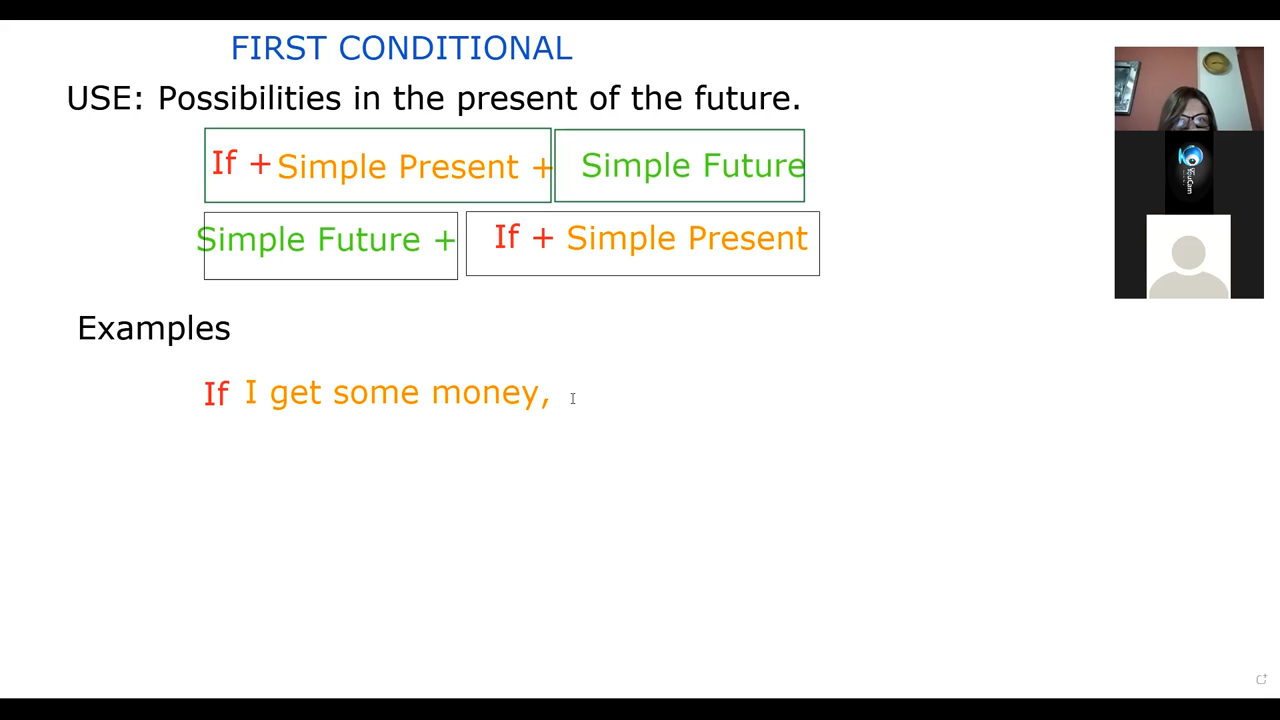 FIRST CONDITIONAL
USE: Possibilities in the present of the future.
If + Simple Present + Simple Future
Simple Future + If + Simple Present
Examples
If I get some money,
YouCam